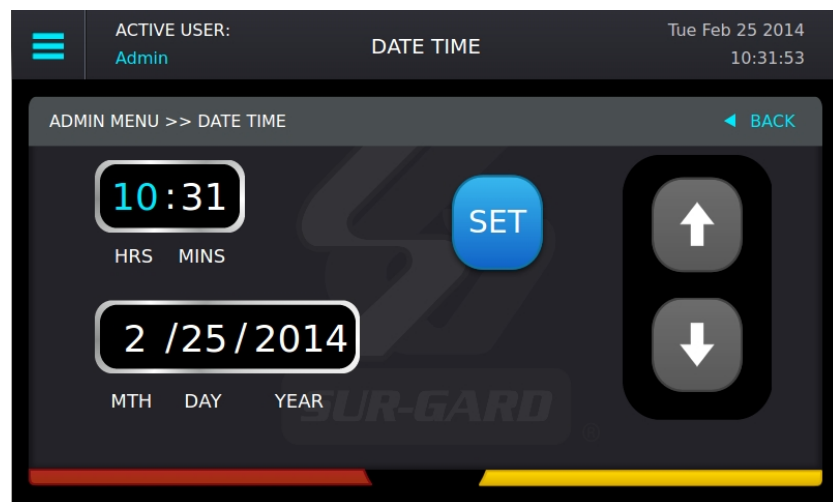 ACTIVE USER:
Admin
DATE TIME
Tue Feb 25 2014
10:31:53
ADMIN MENU >> DATE TIME
◄ BACK
10:31
HRS MINS
SET
2 /25/2014
MTH DAY YEAR
SUR-GARD
®